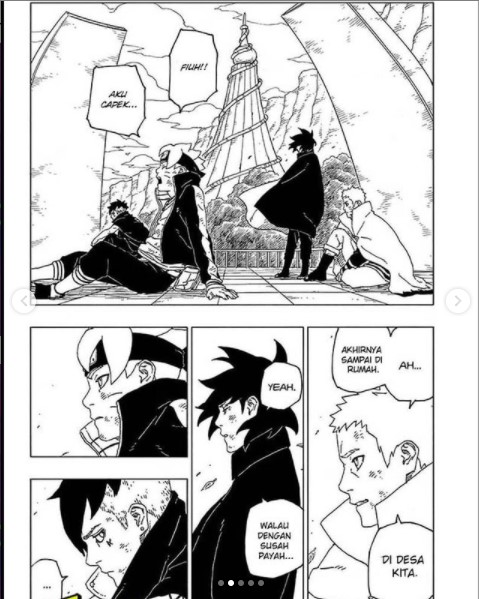 FIUH!!
AKU
CAPEK...
AKHIRNYA
SAMPAI DI
RUMAH.
AH...
YEAH.
DI DESA
KITA.
WALAU
DENGAN
SUSAH
PAYAH...
...